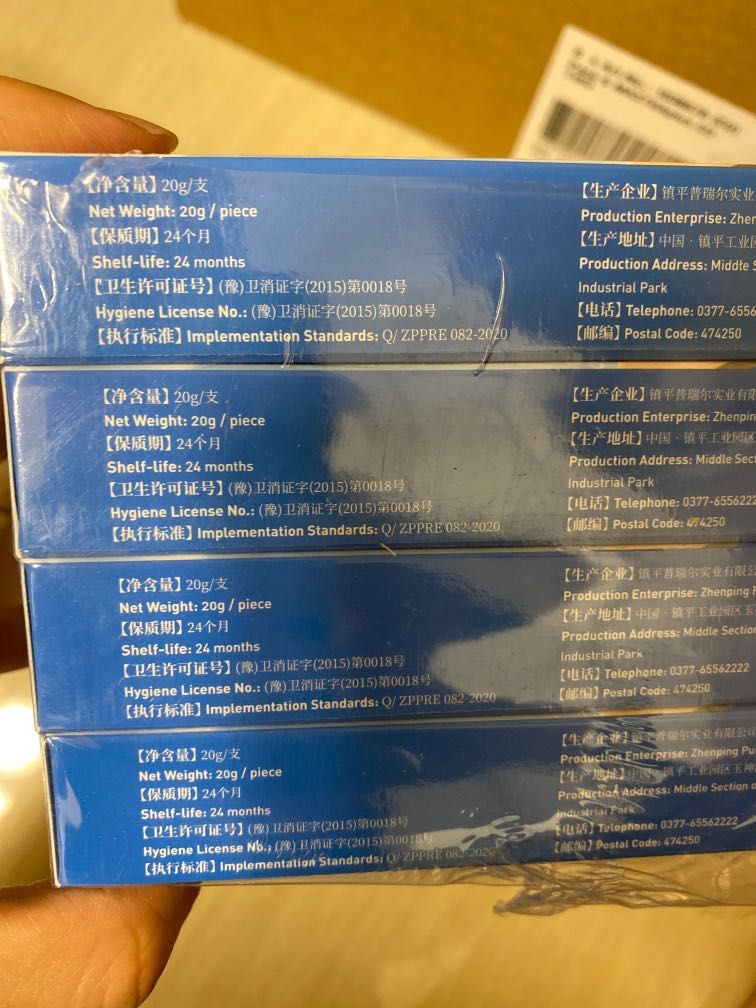 【净含量】20g/支
Net Weight: 20g / piece
【保质期】24个月
Shelf-life: 24 months
【卫生许可证号】(豫)卫消证字(2015)第0018号
Hygiene License No.: (豫)卫消证字(2015)第0018号
【执行标准】Implementation Standards: Q/ ZPPRE 082-2020
【生产企业】镇平普瑞尔实业
Production Enterprise:
【生产地址】中国 · 镇平工业园
Production Address: Middle
Industrial Park
【电话】Telephone: 0377-6556
【邮编】Postal Code: 474250
【净含量】20g/支
Net Weight: 20g / piece
【保质期】24个月
Shelf-life: 24 months
【卫生许可证号】(豫)卫消证字(2015)第0018号
Hygiene License No.: (豫)卫消证字(2015)第0018号
【执行标准】Implementation Standards: Q/ ZPPRE 082-2020
【生产企业】镇平普瑞尔实业有限
Production Enterprise: Zhenpin
【生产地址】中国 · 镇平工业园区
Production Address: Middle Sect
Industrial Park
【电话】Telephone: 0377-6556222
【邮编】Postal Code: 474250
【净含量】20g/支
Net Weight: 20g / piece
【保质期】24个月
Shelf-life: 24 months
【卫生许可证号】(豫)卫消证字(2015)第0018号
Hygiene License No.: (豫)卫消证字(2015)第0018号
【执行标准】Implementation Standards: Q/ ZPPRE 082-2020
【生产企业】镇平普瑞尔实业有限公
Production Enterprise: Zhenping
【生产地址】中国 · 镇平工业园区玉
Production Address: Middle Section
Industrial Park
【电话】Telephone: 0377-65562222
【邮编】Postal Code: 474250
【净含量】20g/支
Net Weight: 20g / piece
【保质期】24个月
Shelf-life: 24 months
【卫生许可证号】(豫)卫消证字(2015)第0018号
Hygiene License No.: (豫)卫消证字(2015)第0018号
【执行标准】Implementation Standards: Q/ ZPPRE 082-2020
【生产企业】镇平普瑞尔实业有限公司
Production Enterprise: Zhenping Pu
【生产地址】中国 · 镇平工业园区玉神
Production Address: Middle Section o
Industrial Park
【电话】Telephone: 0377-65562222
【邮编】Postal Code: 474250